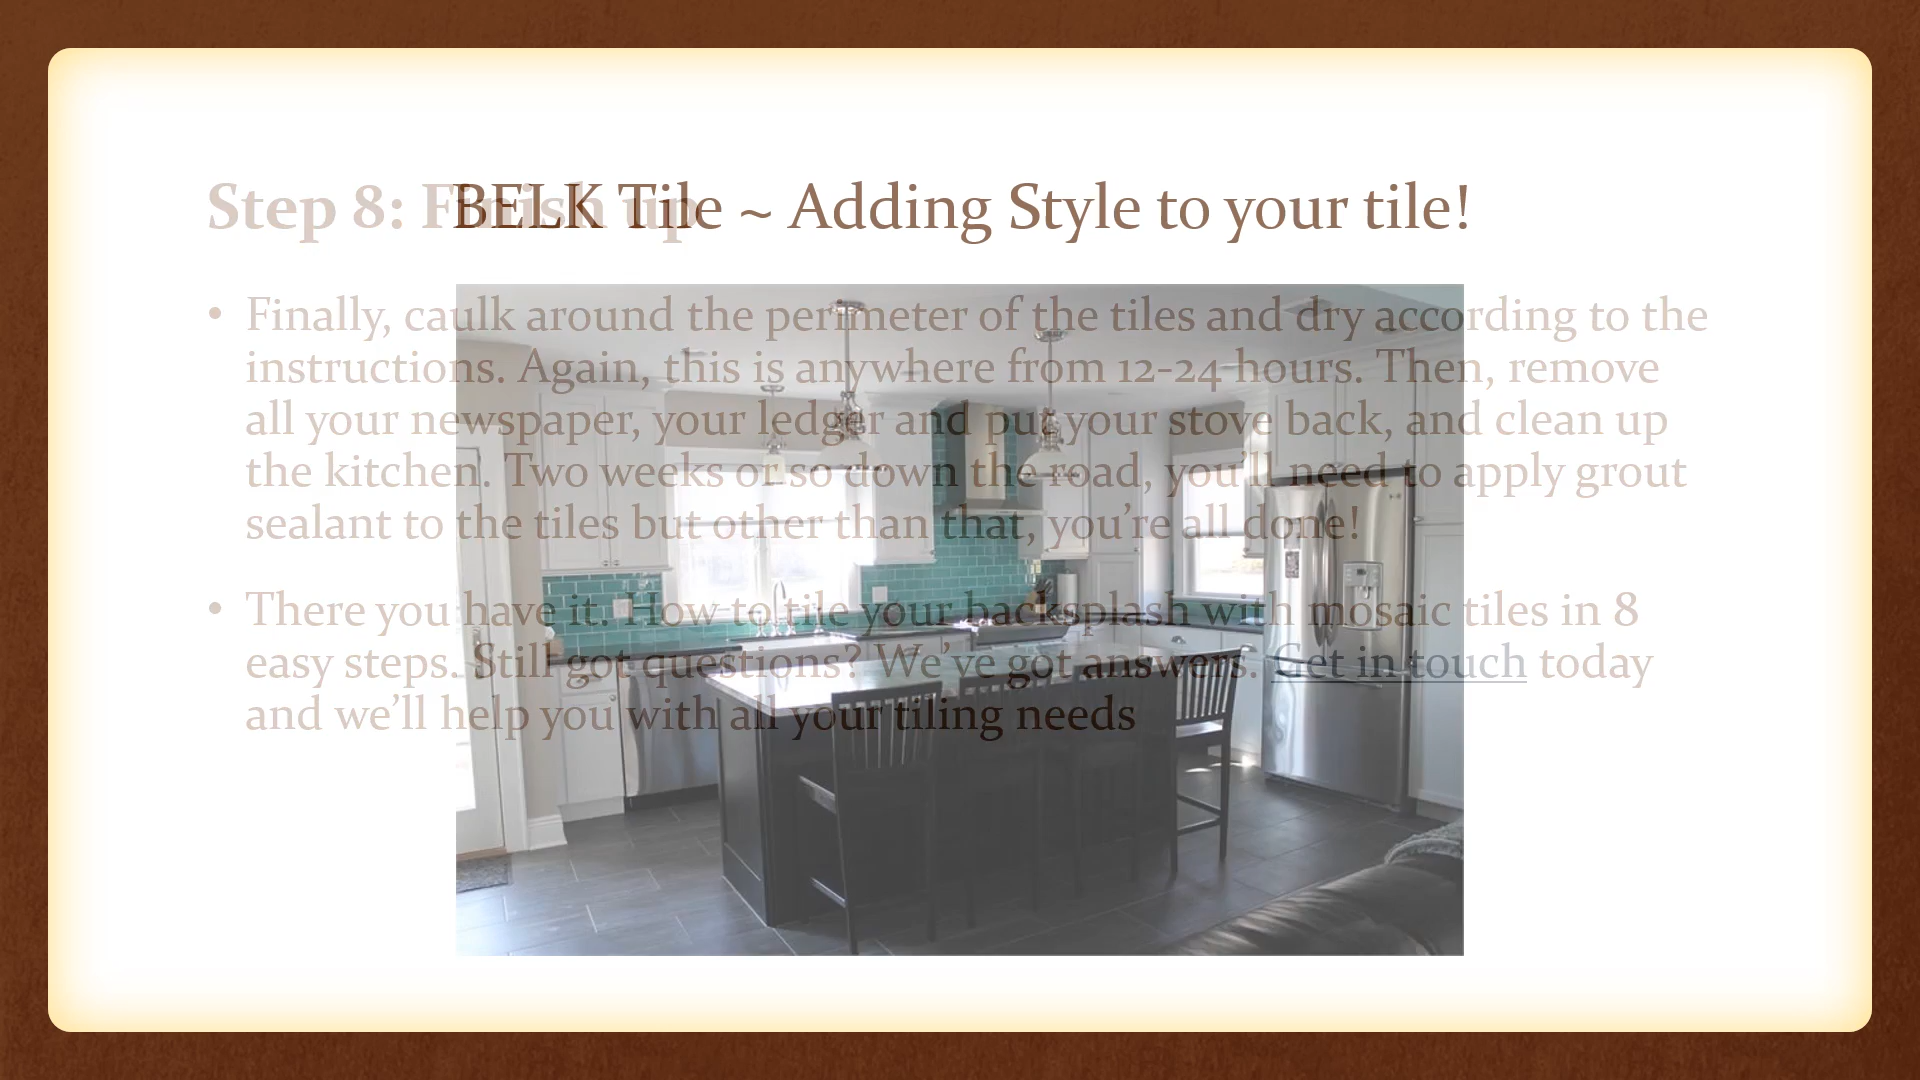 Step 8: Finish up
BELK Tile ~ Adding Style to your tile!
• Finally, caulk around the perimeter of the tiles and dry according to the
instructions. Again, this is anywhere from 12-24 hours. Then, remove
all your newspaper, your ledger and put your stove back, and clean up
the kitchen. Two weeks or so down the road, you’ll need to apply grout
sealant to the tiles but other than that, you’re all done!
• There you have it. How to tile your backsplash with mosaic tiles in 8
easy steps. Still got questions? We’ve got answers. Get in touch today
and we’ll help you with all your tiling needs